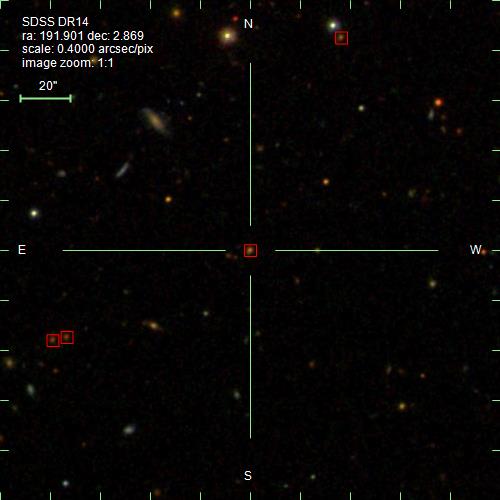 SDSS DR14
ra: 191.901 dec: 2.869
scale: 0.4000 arcsec/pix
image zoom: 1:1
20"
N
E
W
S